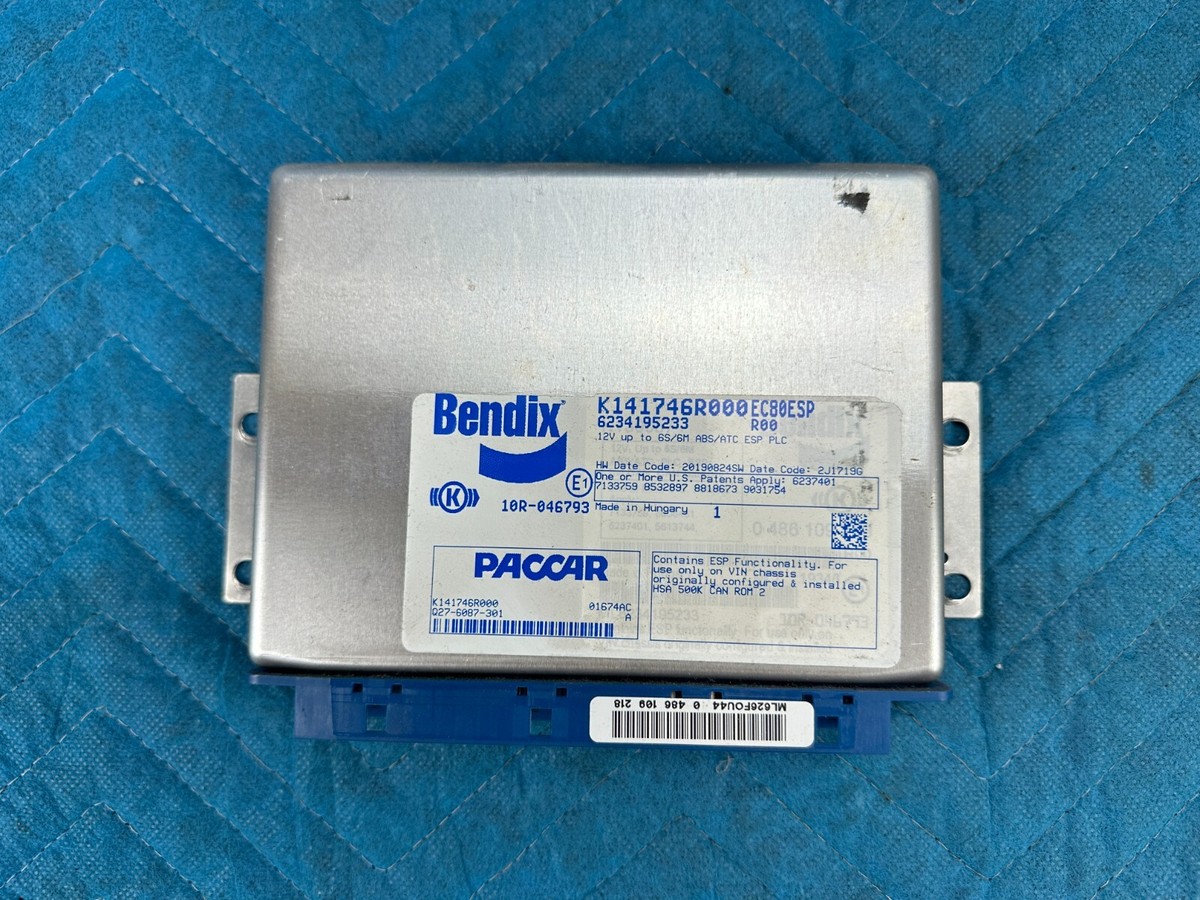 Bendix
K141746R000 EC80ESP
6234195233 R00
12V up to 6S/6M ABS/ATC ESP PLC
HW Date Code: 20190824 SW Date Code: 2J1719G
One or More U.S. Patents Apply: 6237401
7133759 8532897 8818673 9031754
E1
K
10R-046793 Made in Hungary 1
PACCAR
K141746R000 01674AC
Q27-6087-301 A
Contains ESP Functionality. For
use only on VIN chassis
originally configured & installed
HSA 500K CAN ROM 2
ML626FOU44 0 486 109 218